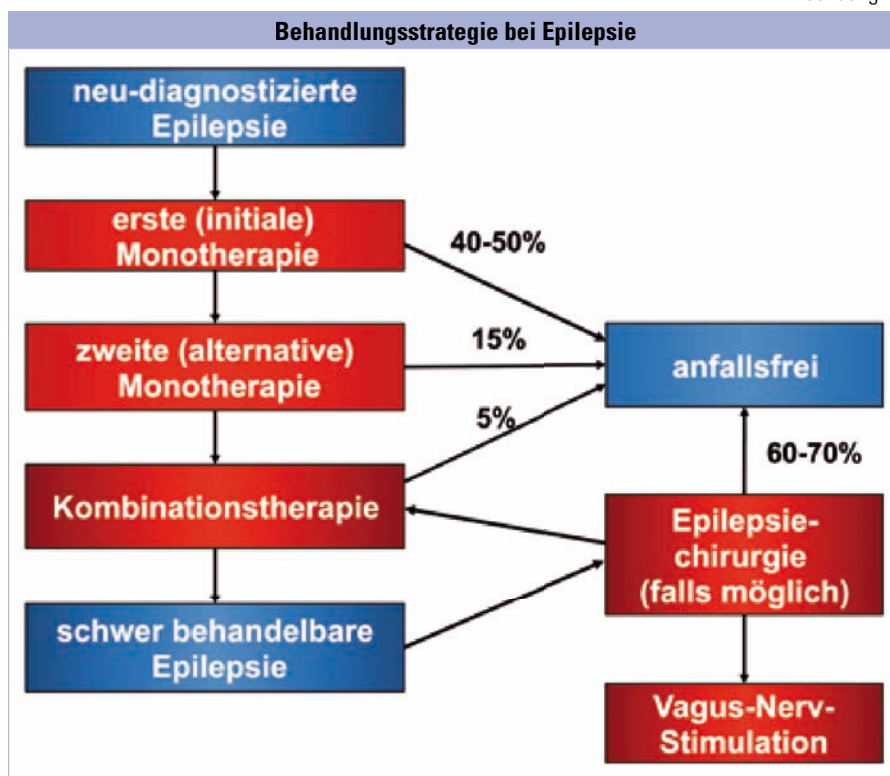 Behandlungsstrategie bei Epilepsie
neu-diagnostizierte
Epilepsie
erste (initiale)
Monotherapie
40-50%
zweite (alternative)
Monotherapie
15%
anfallsfrei
5%
60-70%
Kombinationstherapie
Epilepsie-
chirurgie
(falls möglich)
schwer behandelbare
Epilepsie
Vagus-Nerv-
Stimulation